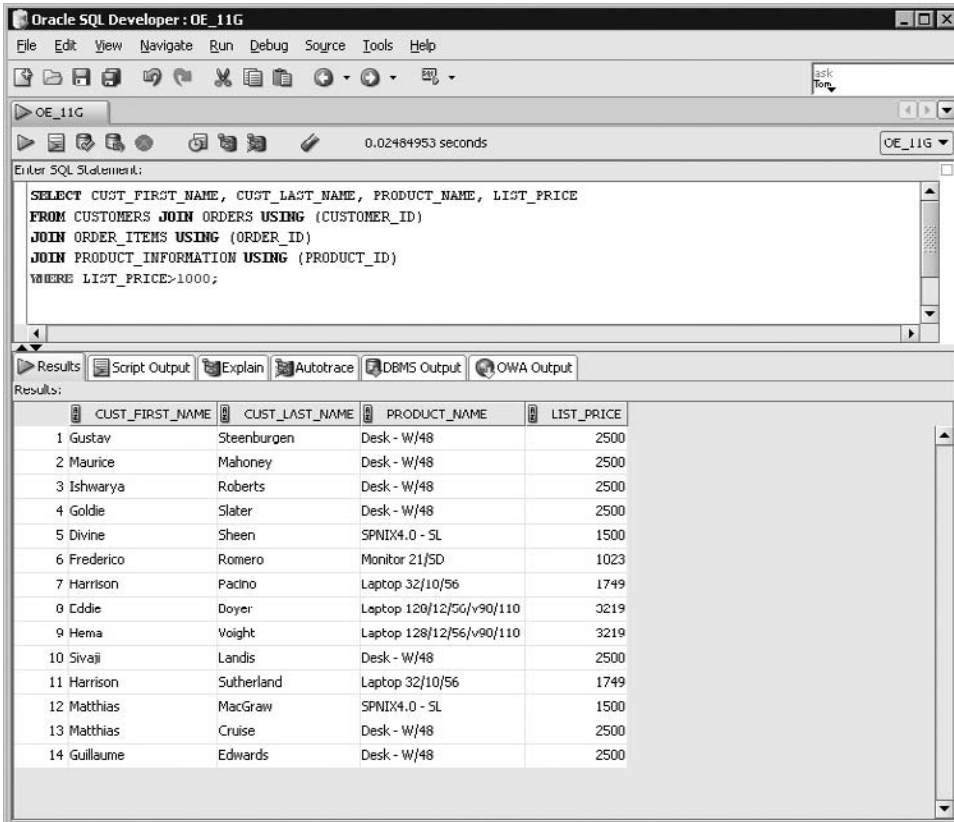 Oracle SQL Developer : OE_11G
File Edit View Navigate Run Debug Source Tools Help
ask
Tom
OE_11G
0.02484953 seconds
OE_11G
Enter SQL Statement:
SELECT CUST_FIRST_NAME, CUST_LAST_NAME, PRODUCT_NAME, LIST_PRICE
FROM CUSTOMERS JOIN ORDERS USING (CUSTOMER_ID)
JOIN ORDER_ITEMS USING (ORDER_ID)
JOIN PRODUCT_INFORMATION USING (PRODUCT_ID)
WHERE LIST_PRICE>1000;
Results Script Output Explain Autotrace DBMS Output OWA Output
Results:
CUST_FIRST_NAME CUST_LAST_NAME PRODUCT_NAME LIST_PRICE
1 Gustav Steenburgen Desk - W/48 2500
2 Maurice Mahoney Desk - W/48 2500
3 Ishwarya Roberts Desk - W/48 2500
4 Goldie Slater Desk - W/48 2500
5 Divine Sheen SPNIX4.0 - SL 1500
6 Frederico Romero Monitor 21/SD 1023
7 Harrison Pacino Laptop 32/10/56 1749
8 Eddie Boyer Laptop 128/12/56/v90/110 3219
9 Hema Voight Laptop 128/12/56/v90/110 3219
10 Sivaji Landis Desk - W/48 2500
11 Harrison Sutherland Laptop 32/10/56 1749
12 Matthias MacGraw SPNIX4.0 - SL 1500
13 Matthias Cruise Desk - W/48 2500
14 Guillaume Edwards Desk - W/48 2500